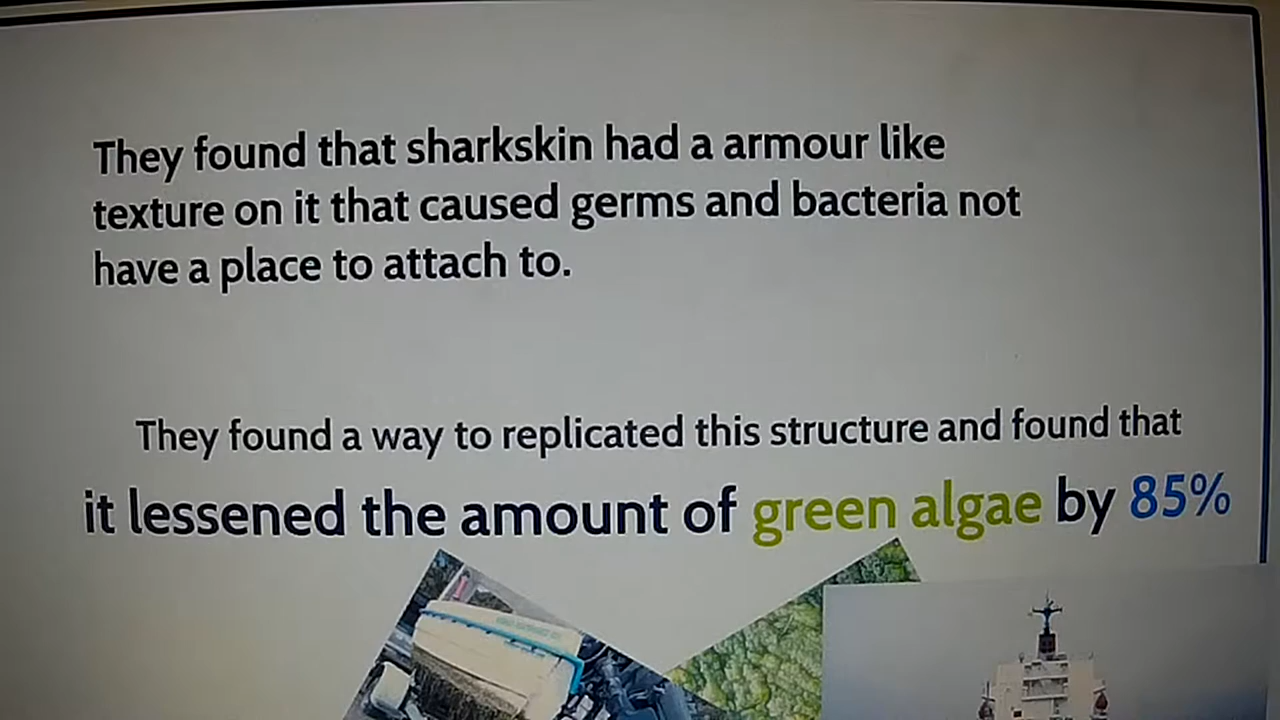 They found that sharkskin had a armour like
texture on it that caused germs and bacteria not
have a place to attach to.
They found a way to replicated this structure and found that
it lessened the amount of green algae by 85%